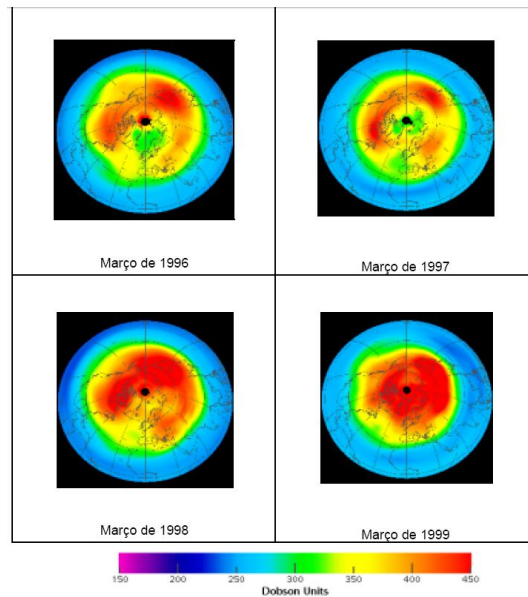 Março de 1996
Março de 1997
Março de 1998
Março de 1999
150 200 250 300 350 400 450
Dobson Units